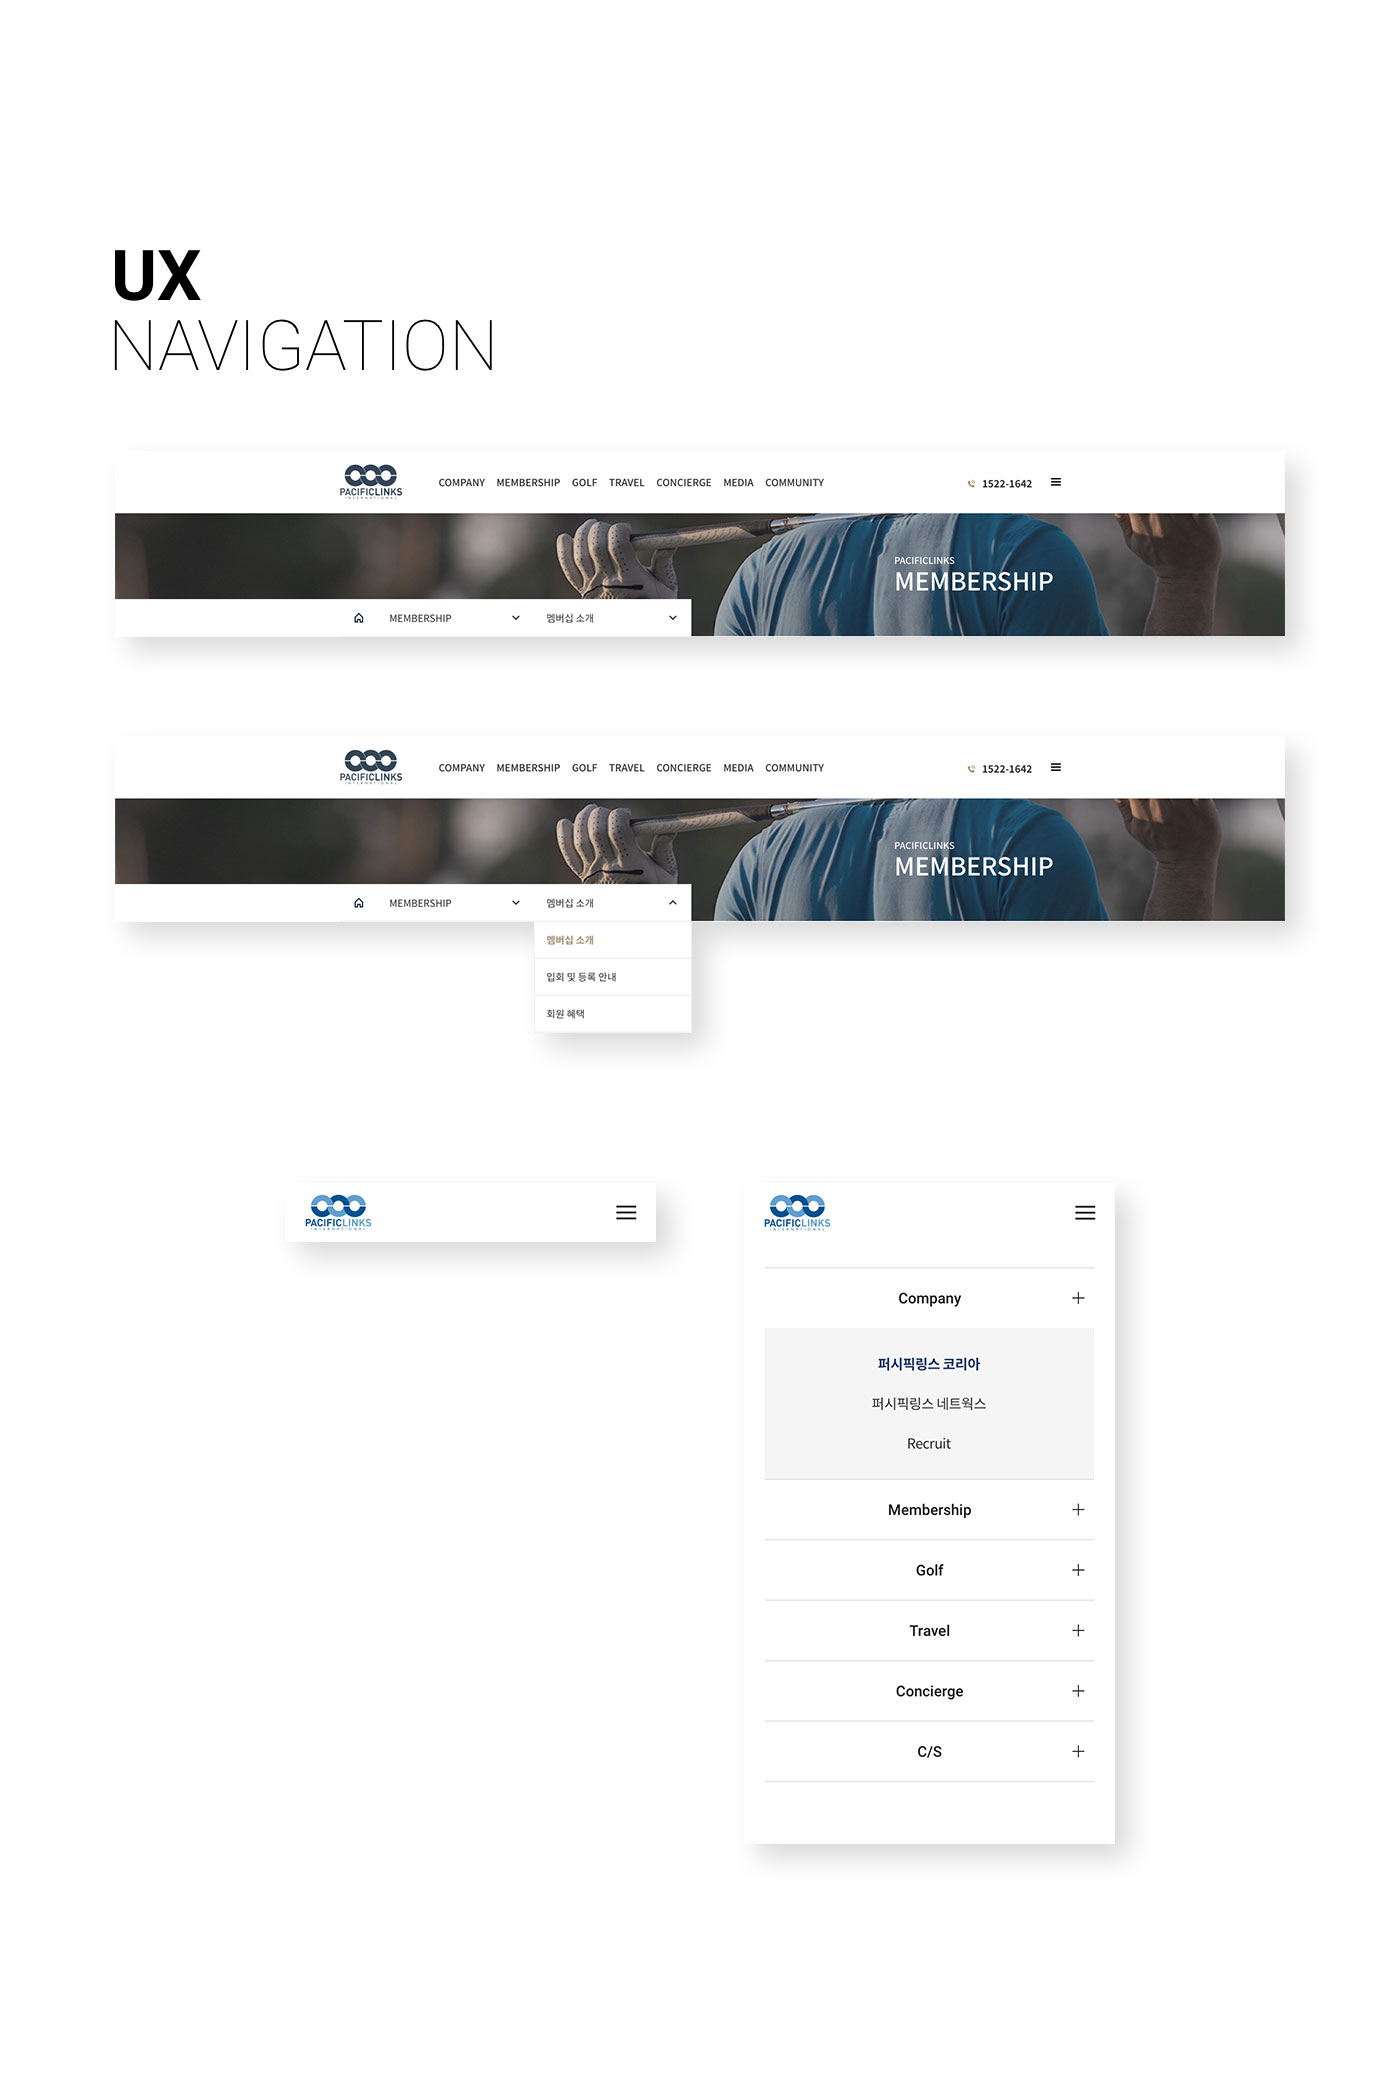 UX
NAVIGATION
PACIFICLINKS
INTERNATIONAL
COMPANY MEMBERSHIP GOLF TRAVEL CONCIERGE MEDIA COMMUNITY
1522-1642
PACIFICLINKS
MEMBERSHIP
MEMBERSHIP
멤버십 소개
PACIFICLINKS
INTERNATIONAL
COMPANY MEMBERSHIP GOLF TRAVEL CONCIERGE MEDIA COMMUNITY
1522-1642
PACIFICLINKS
MEMBERSHIP
MEMBERSHIP
멤버십 소개
멤버십 소개
입회 및 등록 안내
회원 혜택
PACIFICLINKS
INTERNATIONAL
PACIFICLINKS
INTERNATIONAL
Company
퍼시픽링스 코리아
퍼시픽링스 네트웍스
Recruit
Membership
Golf
Travel
Concierge
C/S